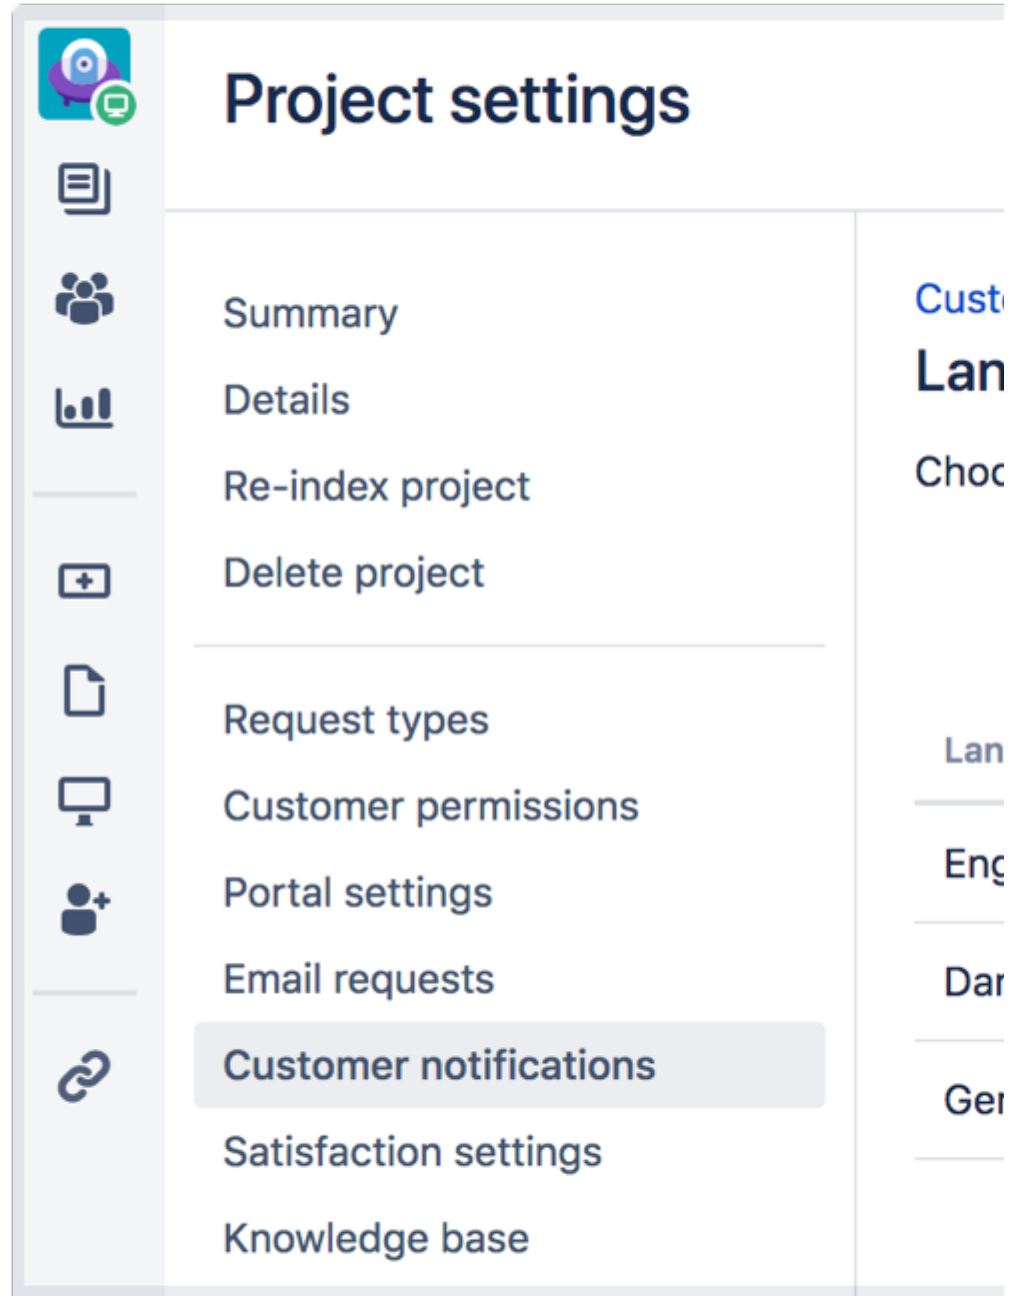 Project settings
Summary
Details
Re-index project
Delete project
Request types
Customer permissions
Portal settings
Email requests
Customer notifications
Satisfaction settings
Knowledge base